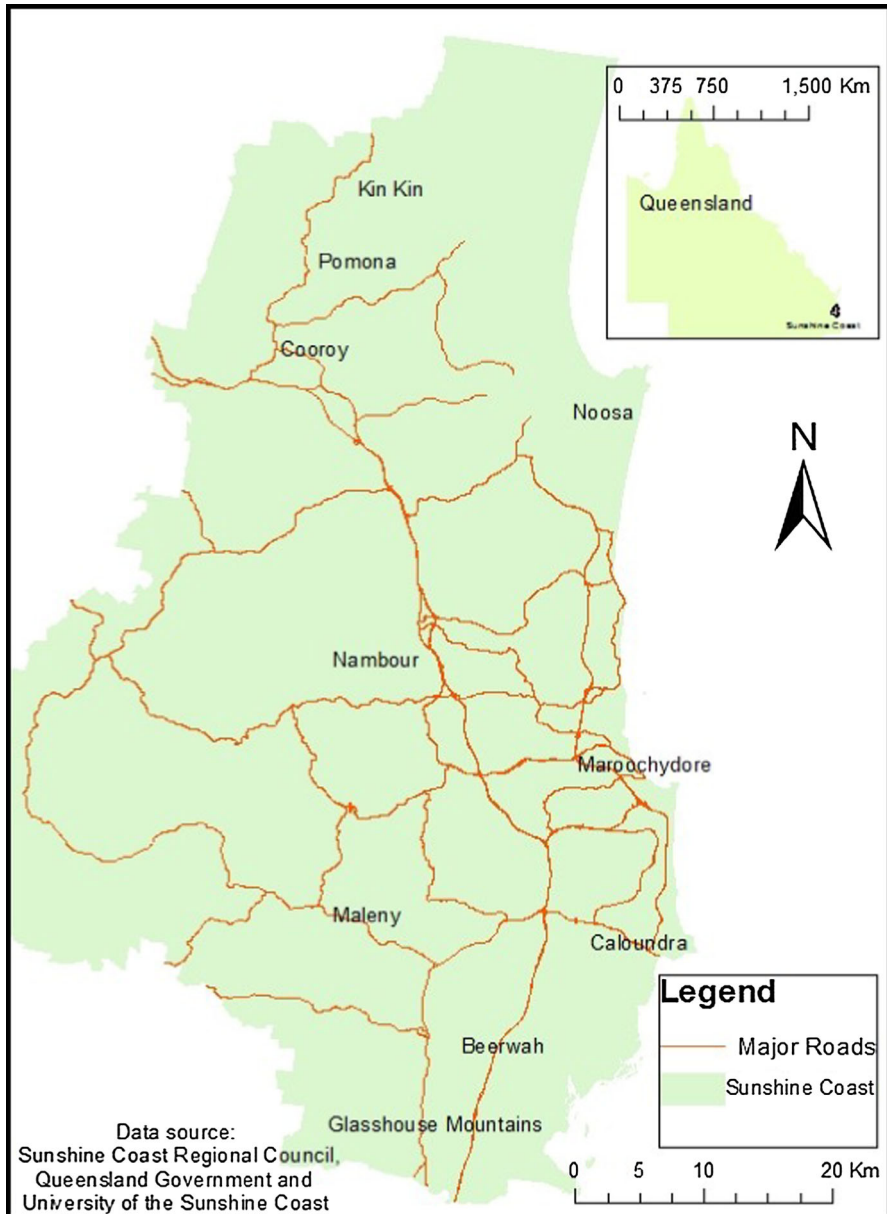 0 375 750 1,500 Km
Queensland
Sunshine Coast
Kin Kin
Pomona
Cooroy
Noosa
N
Nambour
Maroochydore
Maleny
Caloundra
Beerwah
Glasshouse Mountains
Legend
Major Roads
Sunshine Coast
Data source:
Sunshine Coast Regional Council,
Queensland Government and
University of the Sunshine Coast
0 5 10 20 Km